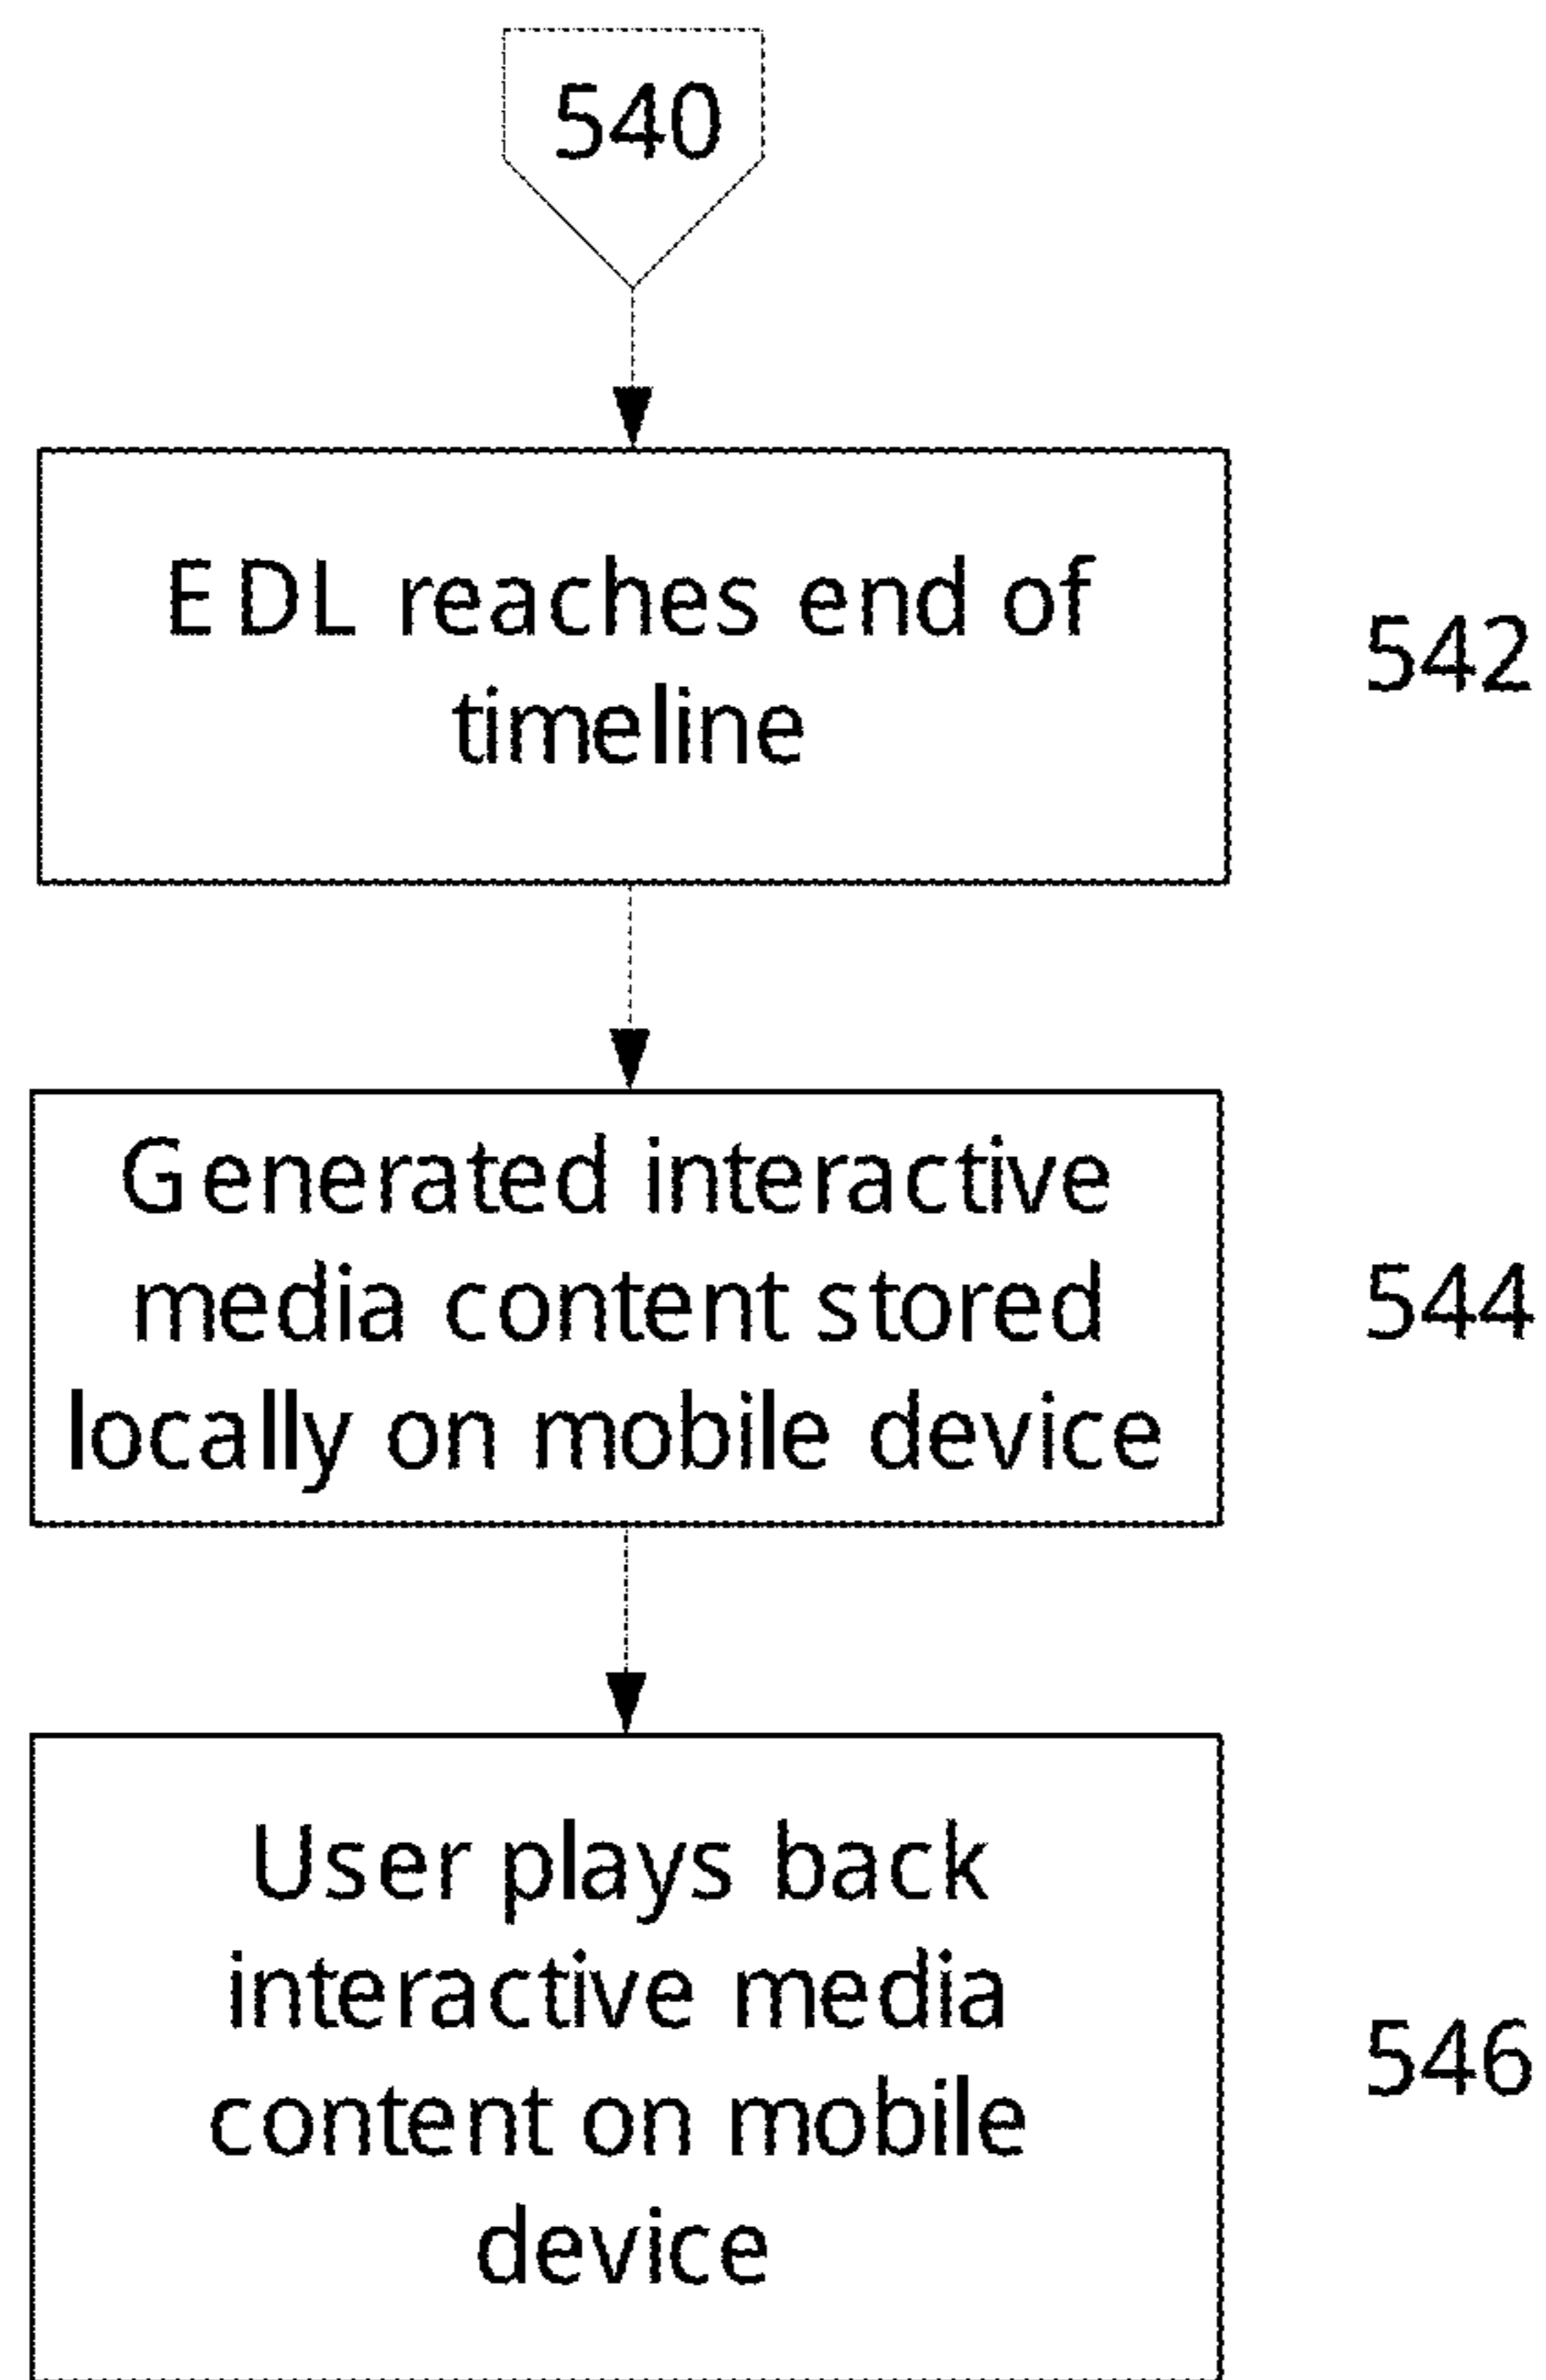 540
EDL reaches end of
timeline
542
Generated interactive
media content stored
locally on mobile device
544
User plays back
interactive media
content on mobile
device
546